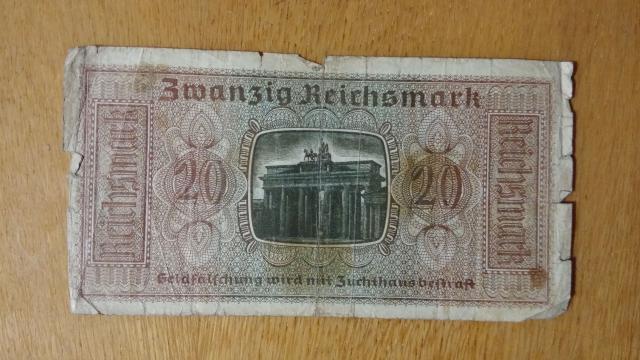 Zwanzig Reichsmark
Reichsmark
20
20
Reichsmark
Geldfälschung wird mit Zuchthaus bestraft